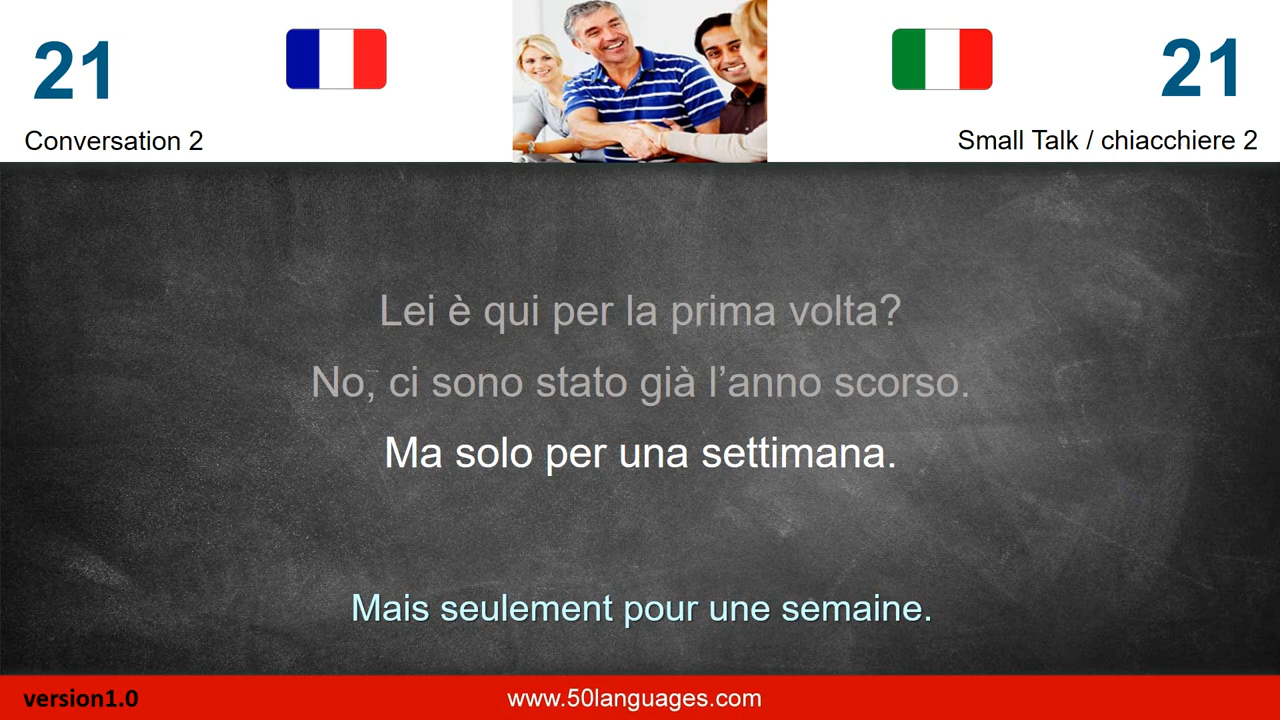 21
21
Conversation 2
Small Talk / chiacchiere 2
Lei è qui per la prima volta?
No, ci sono stato già l’anno scorso.
Ma solo per una settimana.
Mais seulement pour une semaine.
version1.0
www.50languages.com